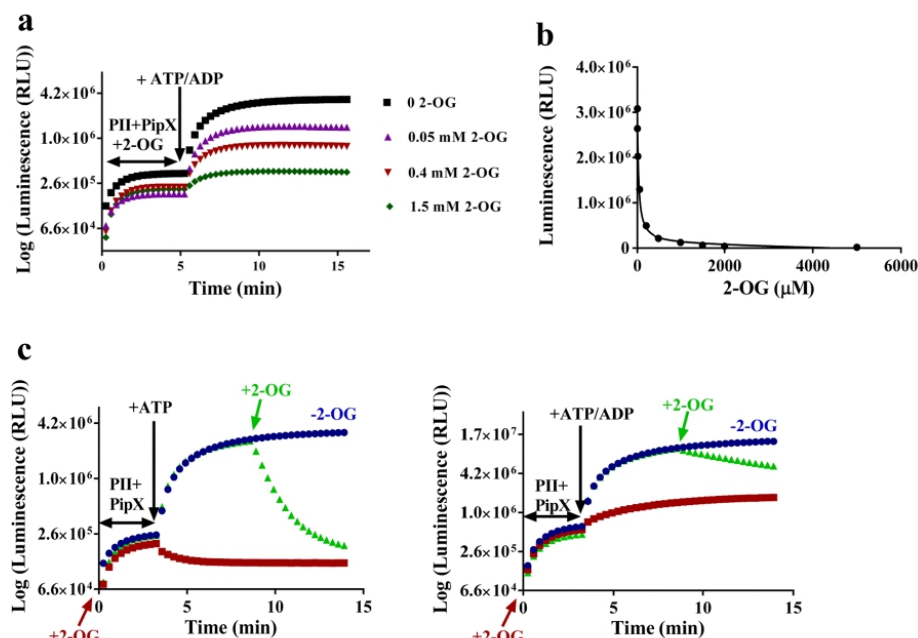 a
Log (Luminescence (RLU))
4.2×10⁶
1.0×10⁶
2.6×10⁵
6.6×10⁴
+ ATP/ADP
PII+PipX
+2-OG
0
5
10
15
Time (min)
0 2-OG
0.05 mM 2-OG
0.4 mM 2-OG
1.5 mM 2-OG
b
Luminescence (RLU)
4.0×10⁶
3.0×10⁶
2.0×10⁶
1.0×10⁶
0
0
2000
4000
6000
2-OG (μM)
c
Log (Luminescence (RLU))
4.2×10⁶
1.0×10⁶
2.6×10⁵
6.6×10⁴
+ATP
+2-OG
-2-OG
PII+
PipX
0
5
10
15
Time (min)
+2-OG
Log (Luminescence (RLU))
1.7×10⁷
4.2×10⁶
1.0×10⁶
2.6×10⁵
6.6×10⁴
+ATP/ADP
+2-OG
-2-OG
PII+
PipX
0
5
10
15
Time (min)
+2-OG